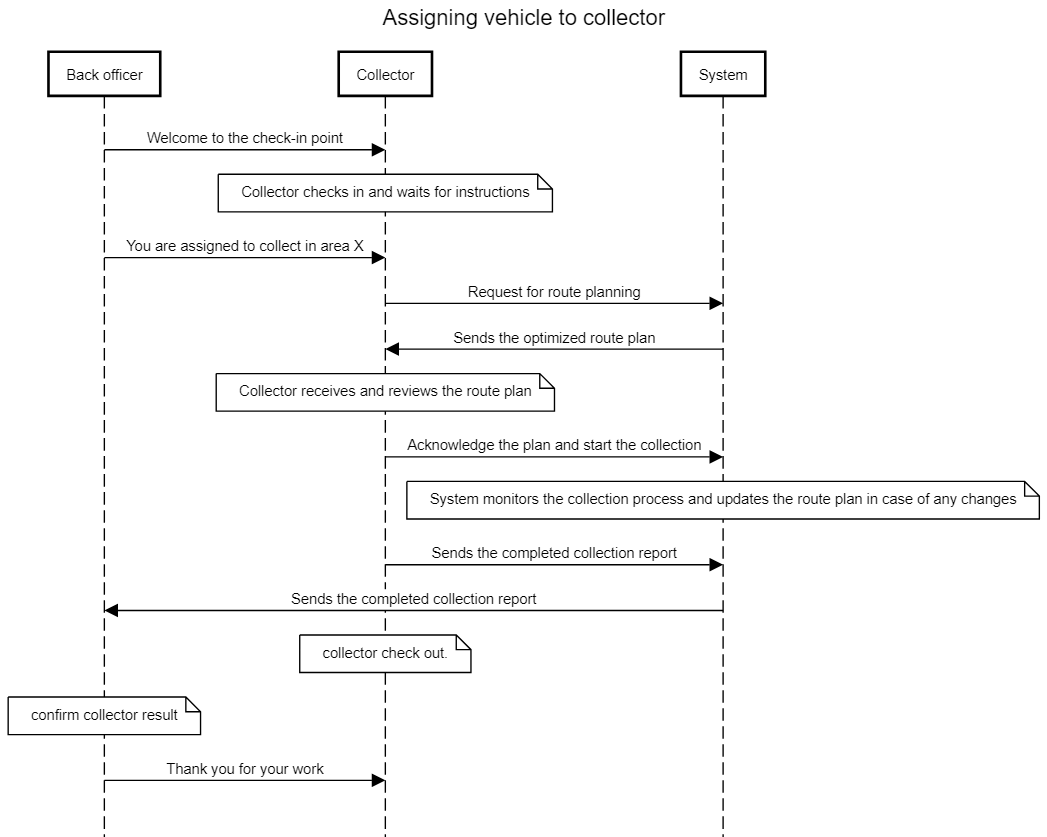 Assigning vehicle to collector
Back officer
Collector
System
Welcome to the check-in point
Collector checks in and waits for instructions
You are assigned to collect in area X
Request for route planning
Sends the optimized route plan
Collector receives and reviews the route plan
Acknowledge the plan and start the collection
System monitors the collection process and updates the route plan in case of any changes
Sends the completed collection report
Sends the completed collection report
collector check out.
confirm collector result
Thank you for your work